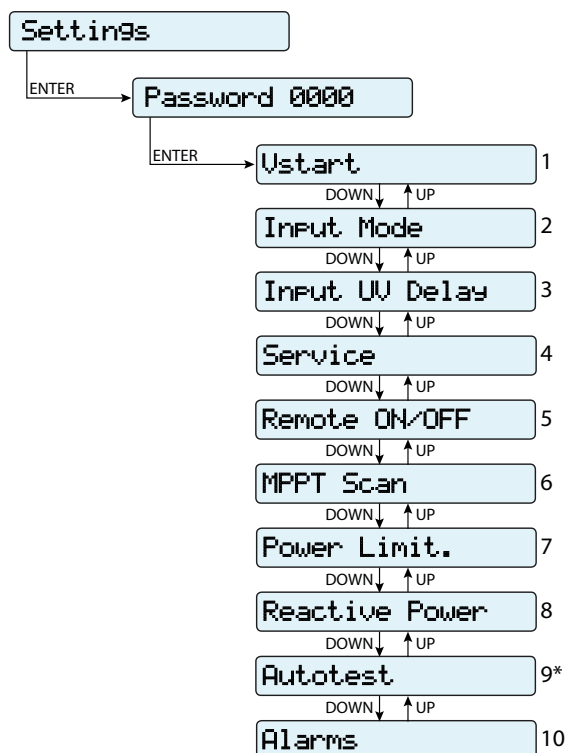 Settings
ENTER
Password 0000
ENTER
Vstart 1
DOWN UP
Input Mode 2
DOWN UP
Input UV Delay 3
DOWN UP
Service 4
DOWN UP
Remote ON/OFF 5
DOWN UP
MPPT Scan 6
DOWN UP
Power Limit. 7
DOWN UP
Reactive Power 8
DOWN UP
Autotest 9*
DOWN UP
Alarms 10